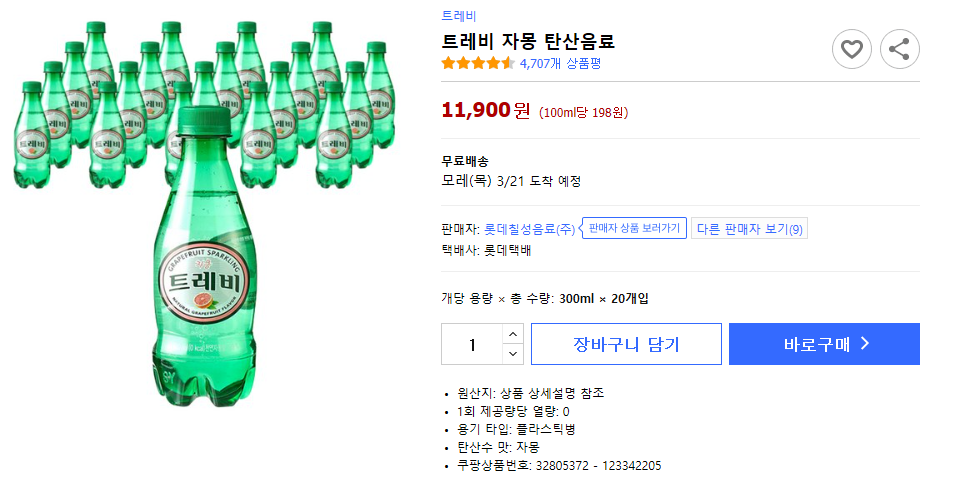 트레비
트레비 자몽 탄산음료
4,707개 상품평
11,900원 (100ml당 198원)
무료배송
모레(목) 3/21 도착 예정
판매자: 롯데칠성음료(주) 판매자 상품 보러가기 다른 판매자 보기(9)
택배사: 롯데택배
개당 용량 × 총 수량: 300ml × 20개입
1 장바구니 담기 바로구매
• 원산지: 상품 상세설명 참조
• 1회 제공량당 열량: 0
• 용기 타입: 플라스틱병
• 탄산수 맛: 자몽
• 쿠팡상품번호: 32805372 - 123342205
GRAPEFRUIT SPARKLING
트레비
NATURAL GRAPEFRUIT FLAVOR